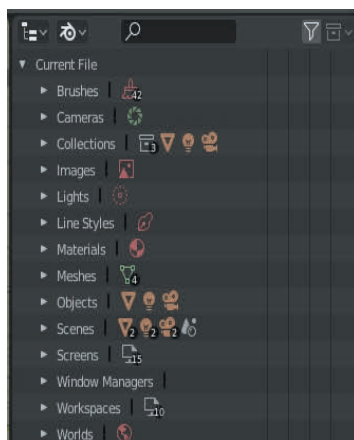 Current File
Brushes 42
Cameras
Collections 3
Images
Lights
Line Styles
Materials
Meshes 4
Objects
Scenes 2 2 2
Screens 15
Window Managers
Workspaces 10
Worlds